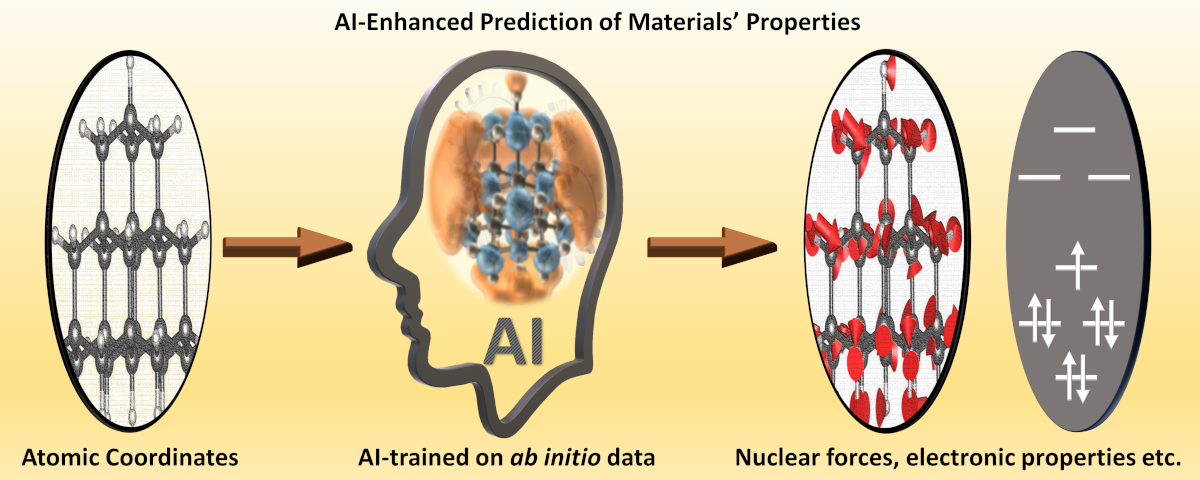 AI-Enhanced Prediction of Materials’ Properties
AI
Atomic Coordinates
AI-trained on ab initio data
Nuclear forces, electronic properties etc.